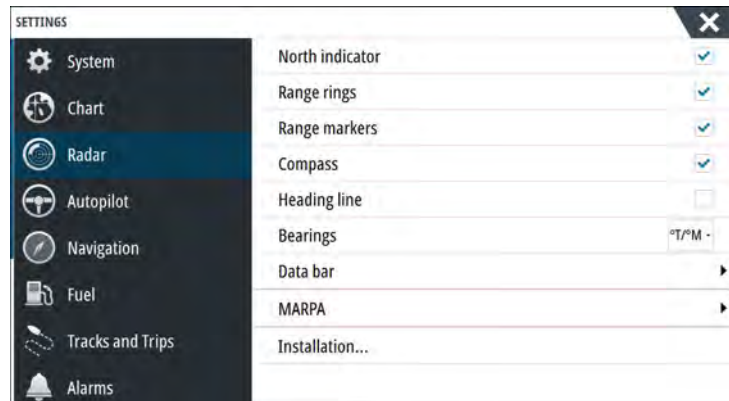 SETTINGS
System
Chart
Radar
Autopilot
Navigation
Fuel
Tracks and Trips
Alarms
North indicator
Range rings
Range markers
Compass
Heading line
Bearings °T/°M -
Data bar
MARPA
Installation...